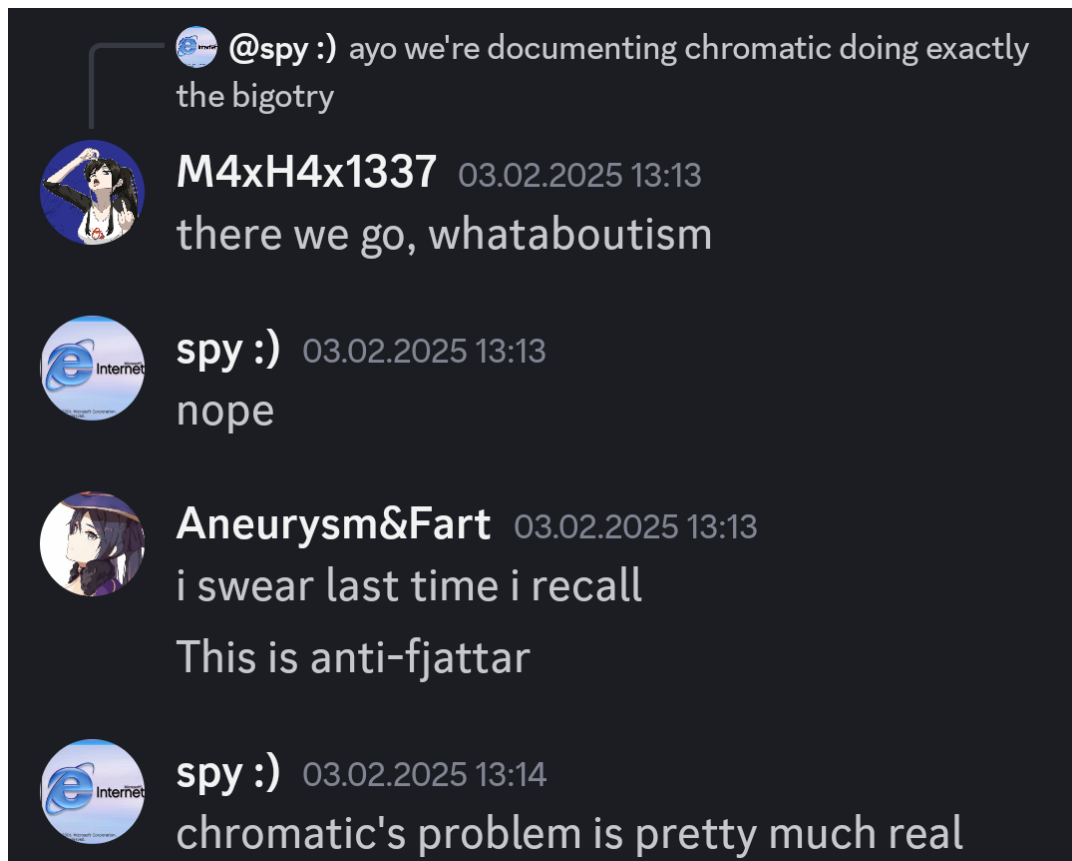 @spy :) ayo we're documenting chromatic doing exactly
the bigotry
M4xH4x1337 03.02.2025 13:13
there we go, whataboutism
spy :) 03.02.2025 13:13
Internet
nope
Aneurysm&Fart 03.02.2025 13:13
i swear last time i recall
This is anti-fjattar
spy :) 03.02.2025 13:14
Internet
chromatic's problem is pretty much real